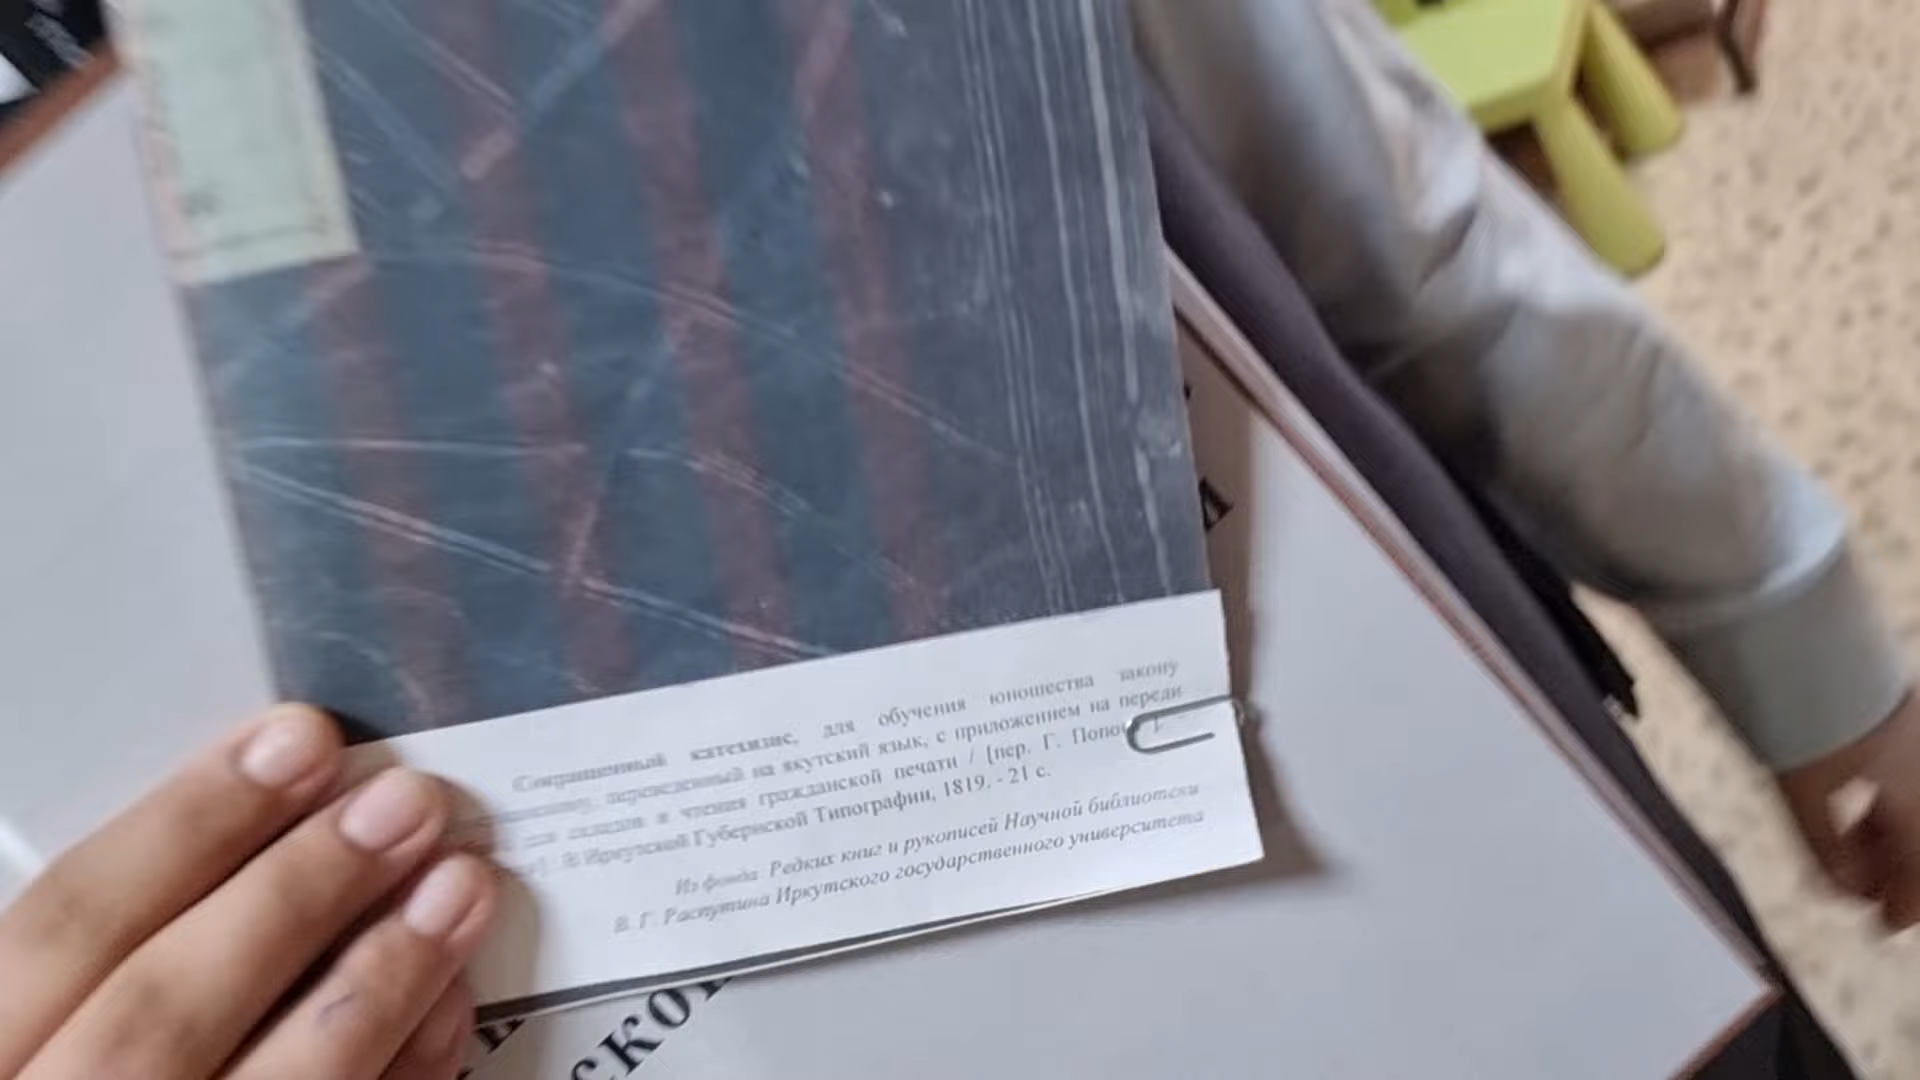 Сокращенный катехизис, для обучения юношества закону
переведенный на якутский язык, с приложением на переди
для складов и чтения гражданской печати / [пер. Г. Попо
В Иркутской Губернской Типографии, 1819. - 21 с.
Из фонда Редких книг и рукописей Научной библиотеки
В. Г. Распутина Иркутского государственного университета
ско